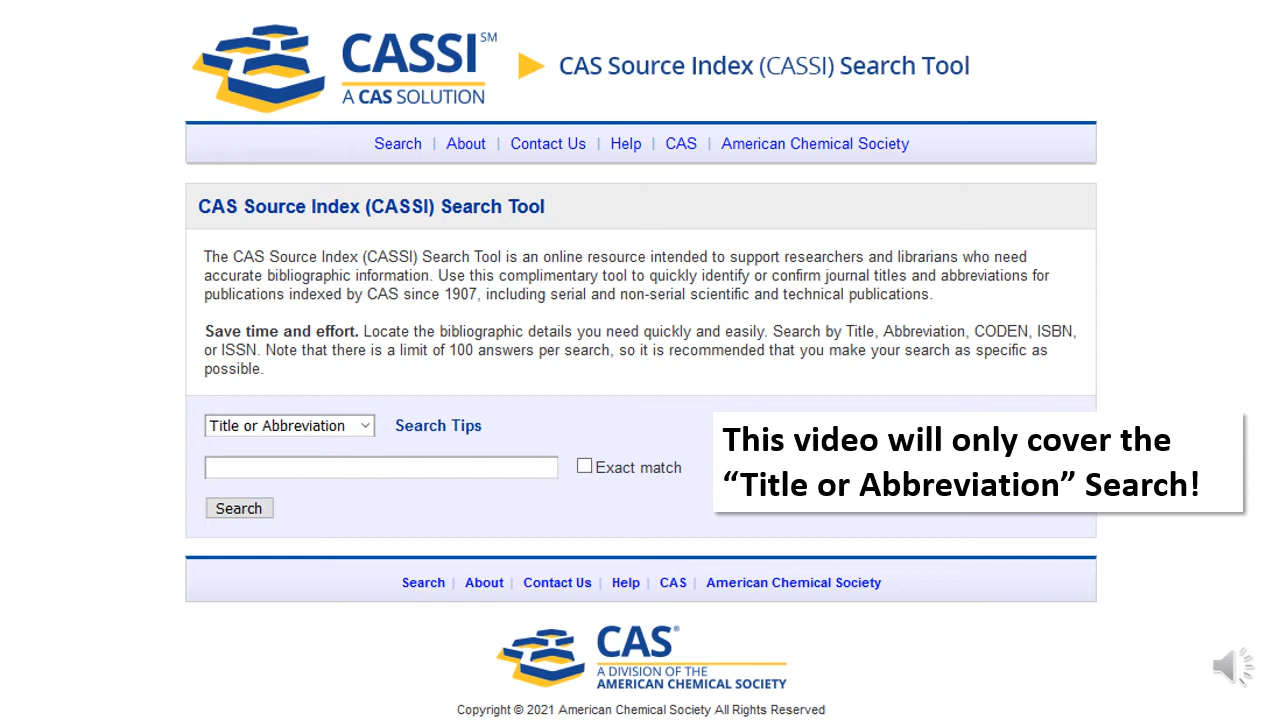 CASSI SM
A CAS SOLUTION
CAS Source Index (CASSI) Search Tool
Search | About | Contact Us | Help | CAS | American Chemical Society
CAS Source Index (CASSI) Search Tool
The CAS Source Index (CASSI) Search Tool is an online resource intended to support researchers and librarians who need
accurate bibliographic information. Use this complimentary tool to quickly identify or confirm journal titles and abbreviations for
publications indexed by CAS since 1907, including serial and non-serial scientific and technical publications.
Save time and effort. Locate the bibliographic details you need quickly and easily. Search by Title, Abbreviation, CODEN, ISBN,
or ISSN. Note that there is a limit of 100 answers per search, so it is recommended that you make your search as specific as
possible.
Title or Abbreviation Search Tips
Exact match
Search
This video will only cover the
“Title or Abbreviation” Search!
Search | About | Contact Us | Help | CAS | American Chemical Society
CAS®
A DIVISION OF THE
AMERICAN CHEMICAL SOCIETY
Copyright © 2021 American Chemical Society All Rights Reserved